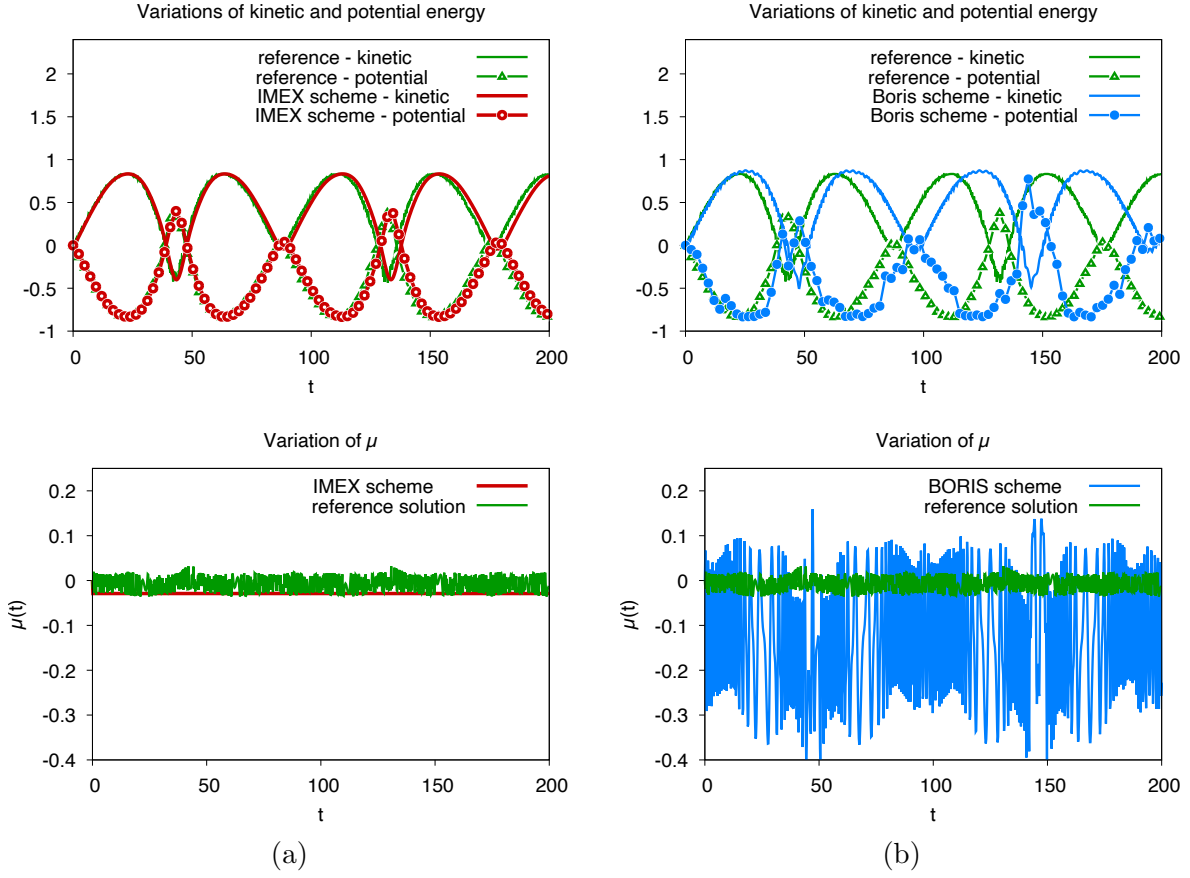 Variations of kinetic and potential energy
reference - kinetic
reference - potential
IMEX scheme - kinetic
IMEX scheme - potential
2
1.5
1
0.5
0
-0.5
-1
0 50 100 150 200
t
Variations of kinetic and potential energy
reference - kinetic
reference - potential
Boris scheme - kinetic
Boris scheme - potential
2
1.5
1
0.5
0
-0.5
-1
0 50 100 150 200
t
Variation of μ
IMEX scheme
reference solution
μ(t)
0.2
0.1
0
-0.1
-0.2
-0.3
-0.4
0 50 100 150 200
t
(a)
Variation of μ
BORIS scheme
reference solution
μ(t)
0.2
0.1
0
-0.1
-0.2
-0.3
-0.4
0 50 100 150 200
t
(b)